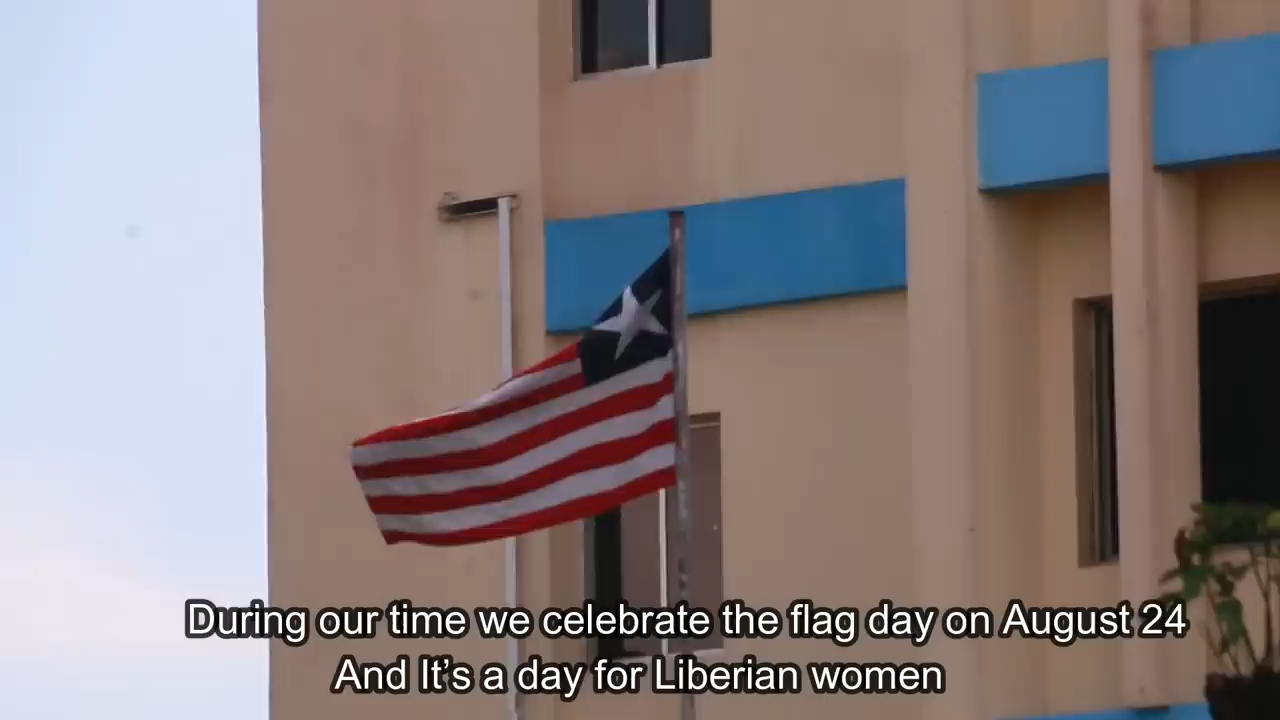 During our time we celebrate the flag day on August 24
And It’s a day for Liberian women